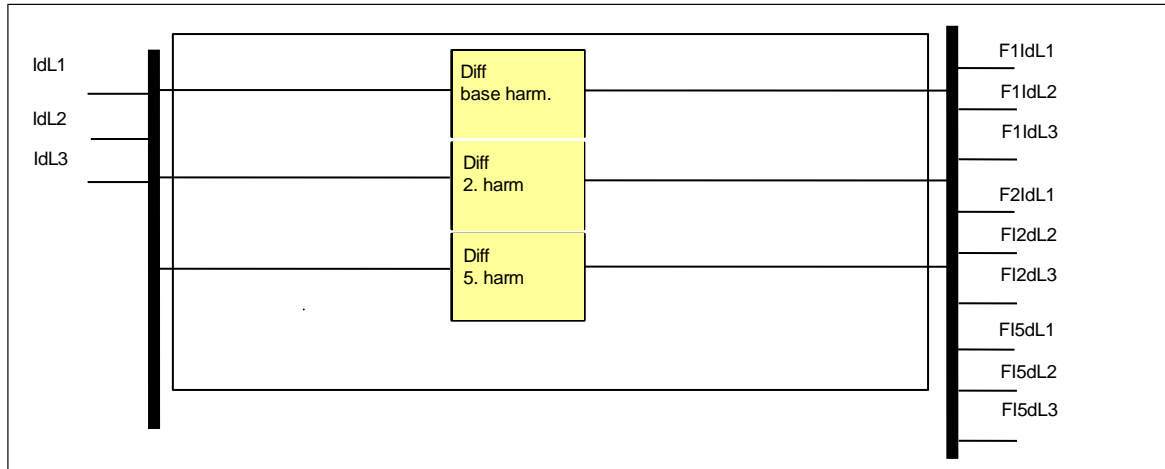 IdL1
IdL2
IdL3
Diff
base harm.
Diff
2. harm
Diff
5. harm
F1IdL1
F1IdL2
F1IdL3
F2IdL1
FI2dL2
FI2dL3
FI5dL1
FI5dL2
FI5dL3